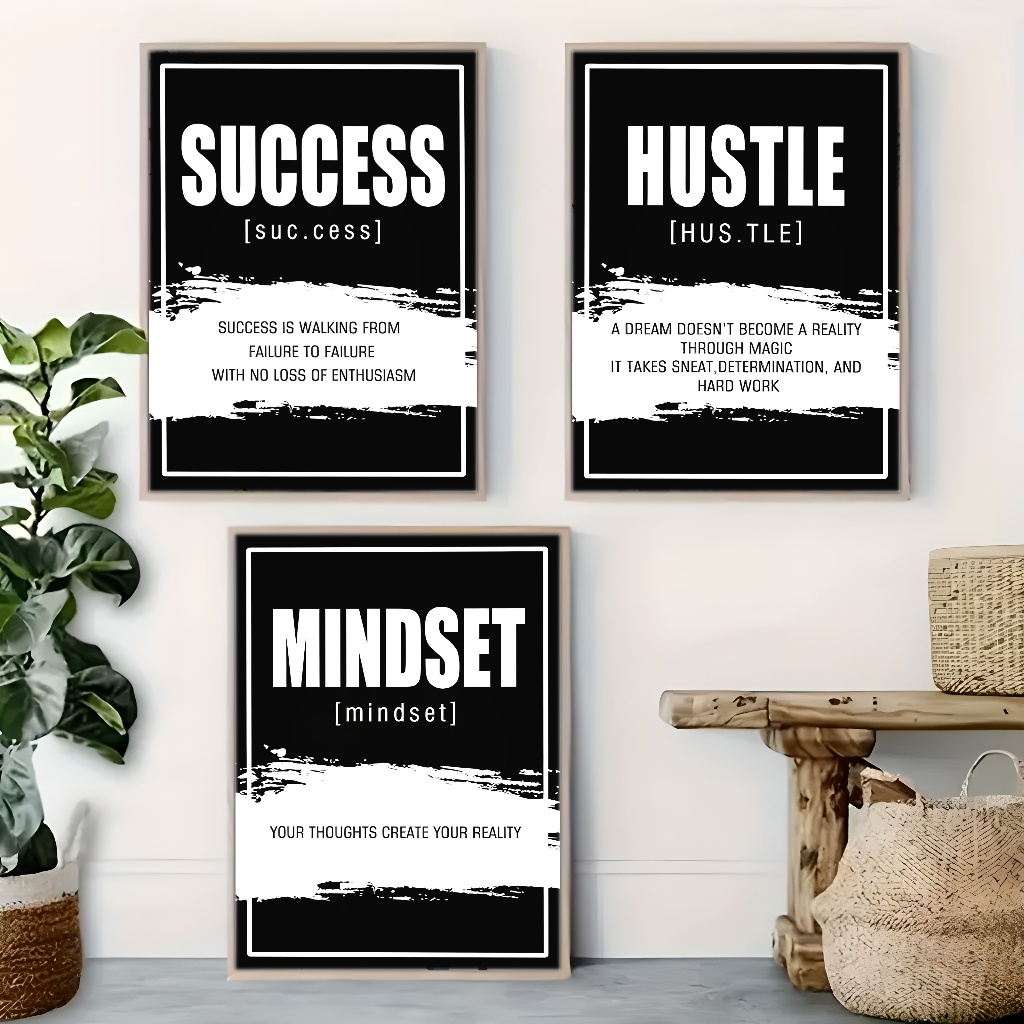 SUCCESS
[suc.cess]
SUCCESS IS WALKING FROM
FAILURE TO FAILURE
WITH NO LOSS OF ENTHUSIASM
HUSTLE
[HUS.TLE]
A DREAM DOESN'T BECOME A REALITY
THROUGH MAGIC
IT TAKES SNEAT,DETERMINATION, AND
HARD WORK
MINDSET
[mindset]
YOUR THOUGHTS CREATE YOUR REALITY